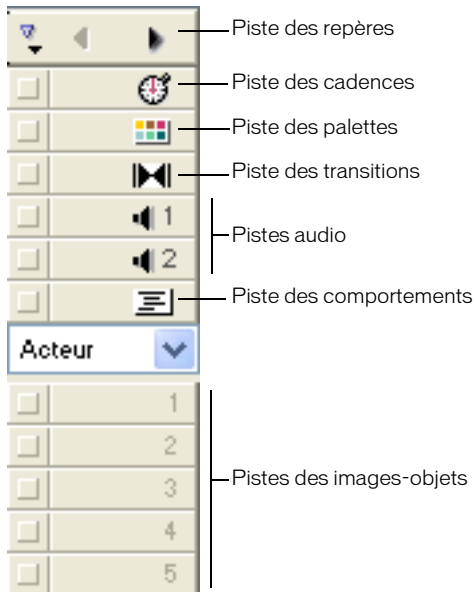 Piste des repères
Piste des cadences
Piste des palettes
Piste des transitions
1
Pistes audio
2
Piste des comportements
Acteur
1
2
3
Pistes des images-objets
4
5